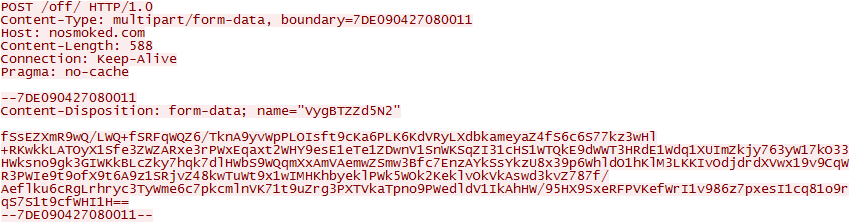 POST /off/ HTTP/1.0
Content-Type: multipart/form-data, boundary=7DE090427080011
Host: nosmoked.com
Content-Length: 588
Connection: Keep-Alive
Pragma: no-cache

--7DE090427080011
Content-Disposition: form-data; name="VygBTZZd5N2"

fSsEZXmR9wQ/LWQ+fSRFqWQZ6/TknA9yvWpPLOIsft9cKa6PLK6KdVRyLXdbkameyaZ4fS6c6S77kz3wHl
+RKwkkLATOyX1Sfe3ZWZARxe3rPWxEqaxt2WHY9esE1eTe1ZDwnV1SnWKSqZI31cHS1WTQkE9dWWT3HRdE1Wdq1XUImZkjy763yW17kO33
HWksno9gk3GIWKkBLcZky7hqk7dlHWbS9WQqmXxAmVAemwZSmw3Bfc7EnzAYkSsYkzU8x39p6WhldO1hKlM3LKKIvOdjdrdXVwx19v9CqW
R3PWIe9t9ofX9t6A9z1SRjvZ48kwTuWt9x1wIMHKhbyeklPWk5WOk2KeklvOkVkAswd3kvZ787f/
Aeflku6cRgLrhryc3TyWme6c7pkcmlnVK71t9uZrg3PXTVkaTpno9PWedldV1IkAhHW/95HX9SxeRFPVKefWrI1v986z7pxesI1cq81o9r
qS7S1t9cfWHI1H==
--7DE090427080011--